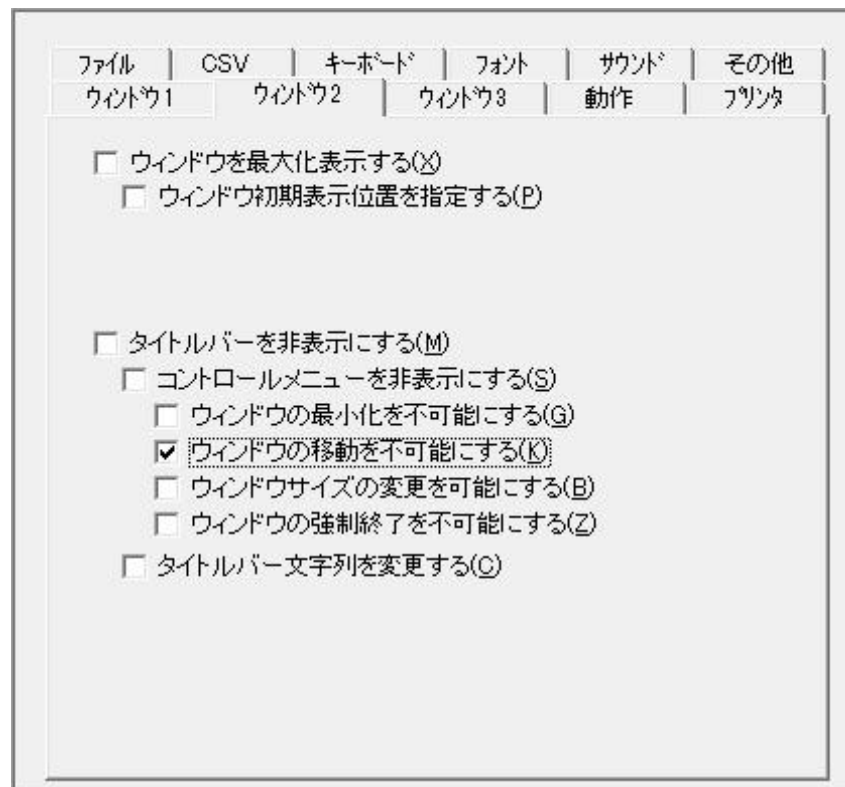 ファイル CSV キーボード フォント サウンド その他
ウィンドウ1 ウィンドウ2 ウィンドウ3 動作 プリンタ
ウィンドウを最大化表示する(X)
ウィンドウ初期表示位置を指定する(P)
タイトルバーを非表示にする(M)
コントロールメニューを非表示にする(S)
ウィンドウの最小化を不可能にする(G)
ウィンドウの移動を不可能にする(K)
ウィンドウサイズの変更を可能にする(B)
ウィンドウの強制終了を不可能にする(Z)
タイトルバー文字列を変更する(C)